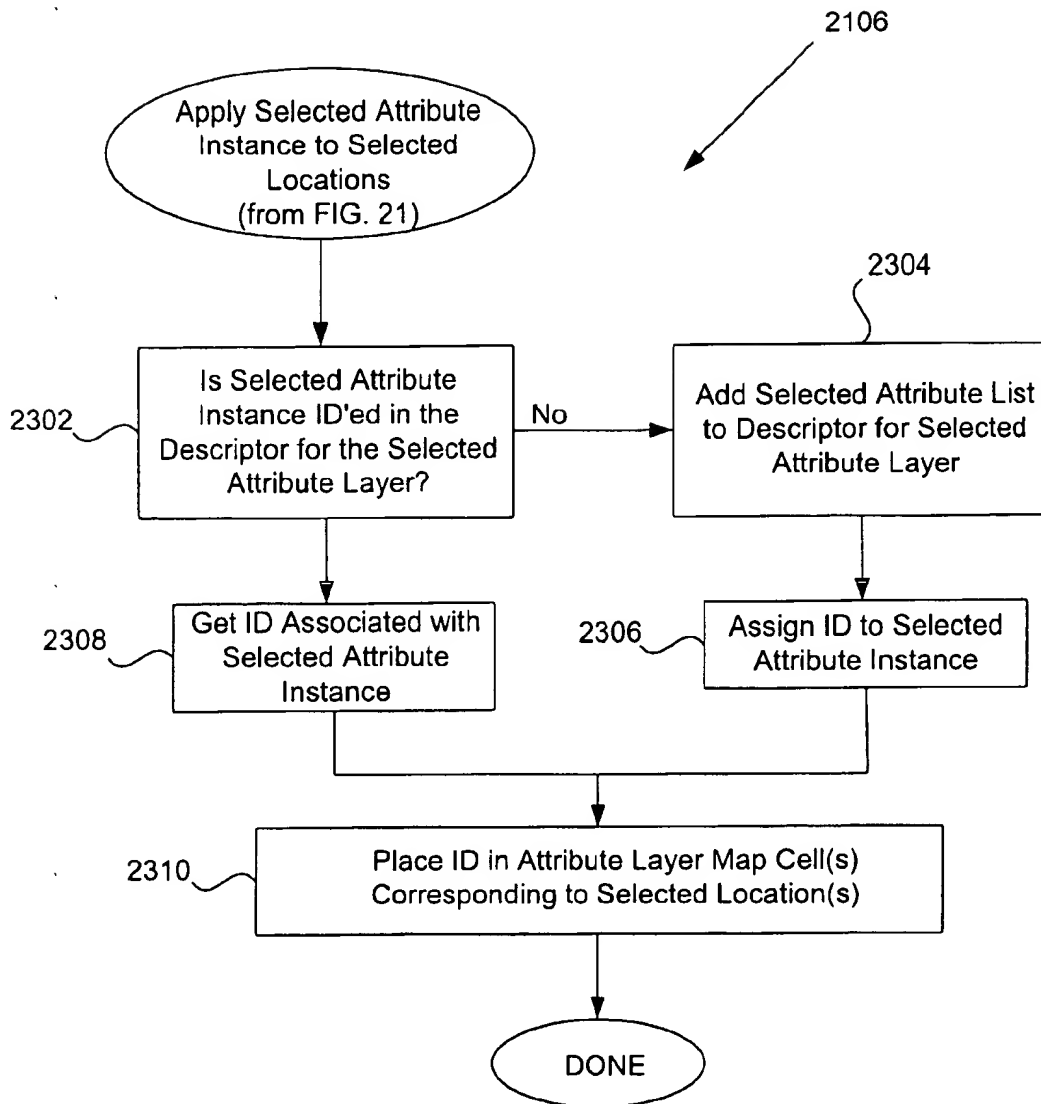 2106
Apply Selected Attribute
Instance to Selected
Locations
(from FIG. 21)
2304
2302
Is Selected Attribute
Instance ID'ed in the
Descriptor for the Selected
Attribute Layer?
No
Add Selected Attribute List
to Descriptor for Selected
Attribute Layer
2308
Get ID Associated with
Selected Attribute
Instance
2306
Assign ID to Selected
Attribute Instance
2310
Place ID in Attribute Layer Map Cell(s)
Corresponding to Selected Location(s)
DONE